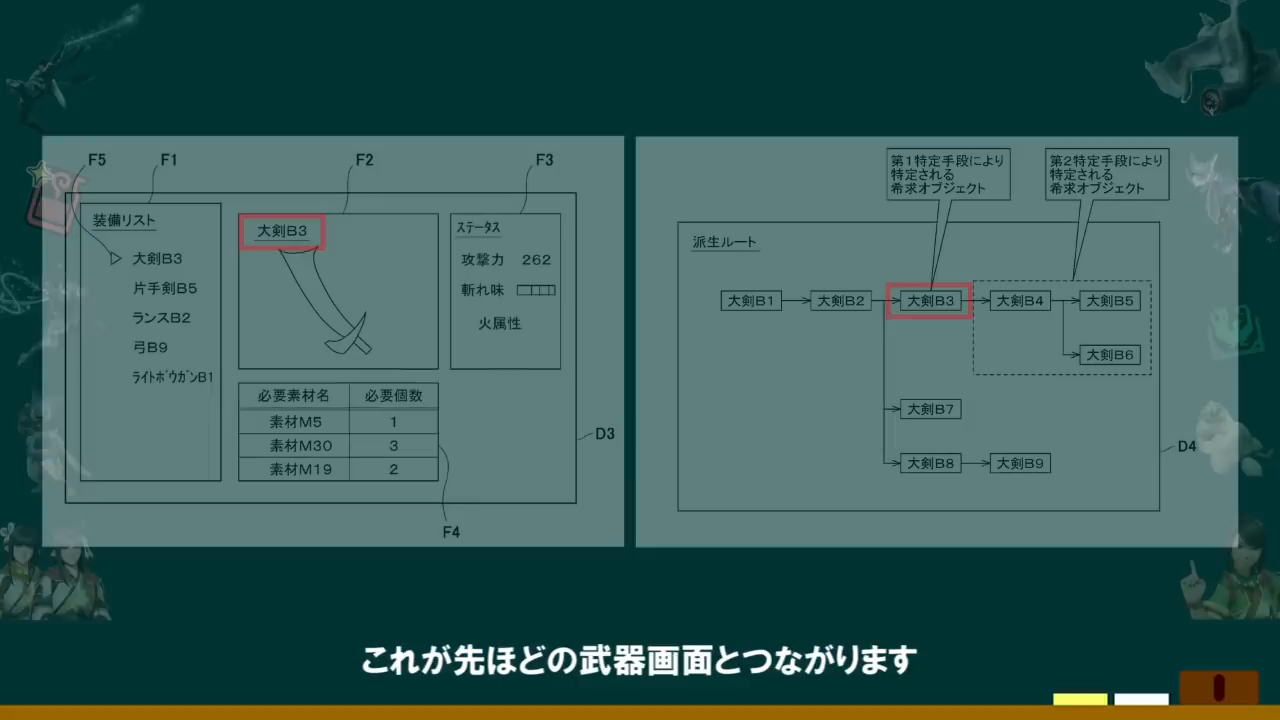 F5
F1
F2
F3
装備リスト
大剣B3
片手剣B5
ランスB2
弓B9
ライトボウガンB1
大剣B3
ステータス
攻撃力 262
斬れ味
火属性
必要素材名 必要個数
素材M5 1
素材M30 3
素材M19 2
D3
F4
第1特定手段により
特定される
希求オブジェクト
第2特定手段により
特定される
希求オブジェクト
派生ルート
大剣B1
大剣B2
大剣B3
大剣B4
大剣B5
大剣B6
大剣B7
大剣B8
大剣B9
D4
これが先ほどの武器画面とつながります